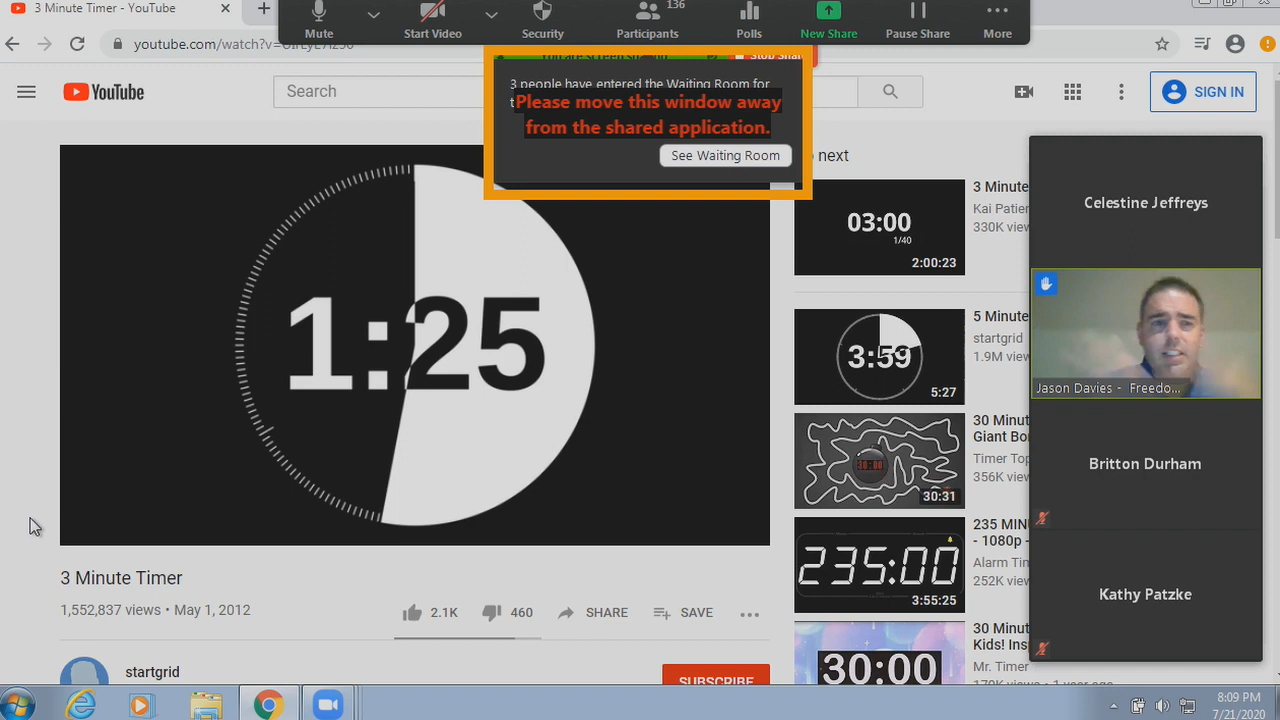 3 Minute Timer - YouTube
136
Mute
Start Video
Security
Participants
Polls
New Share
Pause Share
More
3 people have entered the Waiting Room for
Please move this window away
from the shared application.
See Waiting Room
YouTube
Search
SIGN IN
next
1:25
03:00
1/40
2:00:23
3 Minute
Kai Patier
330K view
3:59
5:27
5 Minute
startgrid
1.9M view
30:00
30:31
30 Minut
Giant Bo
Timer Top
356K view
235:00
3:55:25
235 MINU
- 1080p -
Alarm Tim
252K view
30:00
30 Minut
Kids! Ins
Mr. Timer
Celestine Jeffreys
Jason Davies - Freedo...
Britton Durham
Kathy Patzke
3 Minute Timer
1,552,837 views • May 1, 2012
2.1K
460
SHARE
SAVE
startgrid
SUBSCRIBE
8:09 PM
7/21/2020